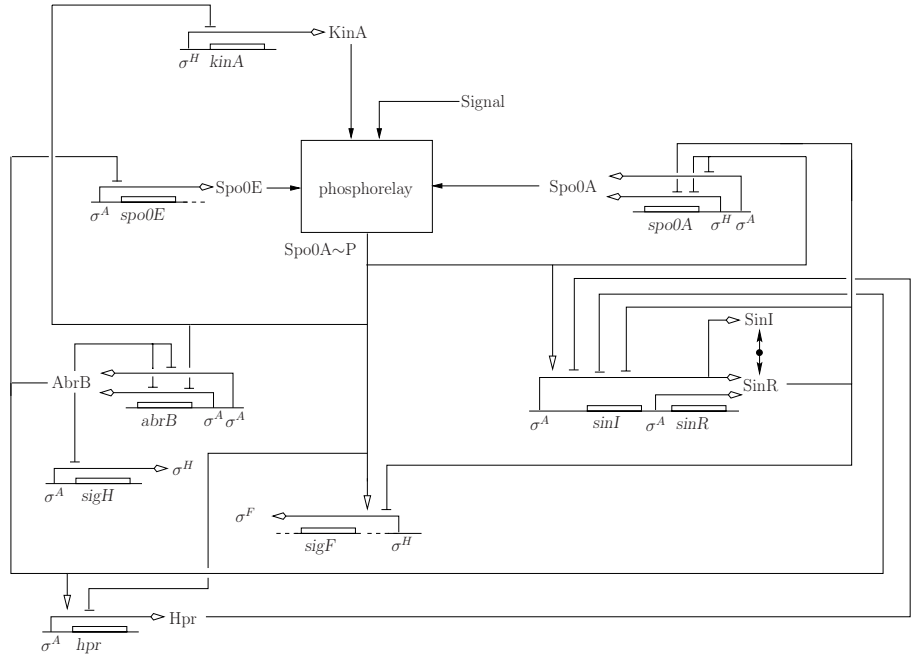 KinA
σ^H kinA
Signal
Spo0E
phosphorelay
Spo0A
σ^A spo0E
spo0A σ^H σ^A
Spo0A~P
SinI
AbrB
SinR
abrB σ^A σ^A
σ^A sinI σ^A sinR
σ^H
σ^A sigH
σ^F
sigF σ^H
Hpr
σ^A hpr